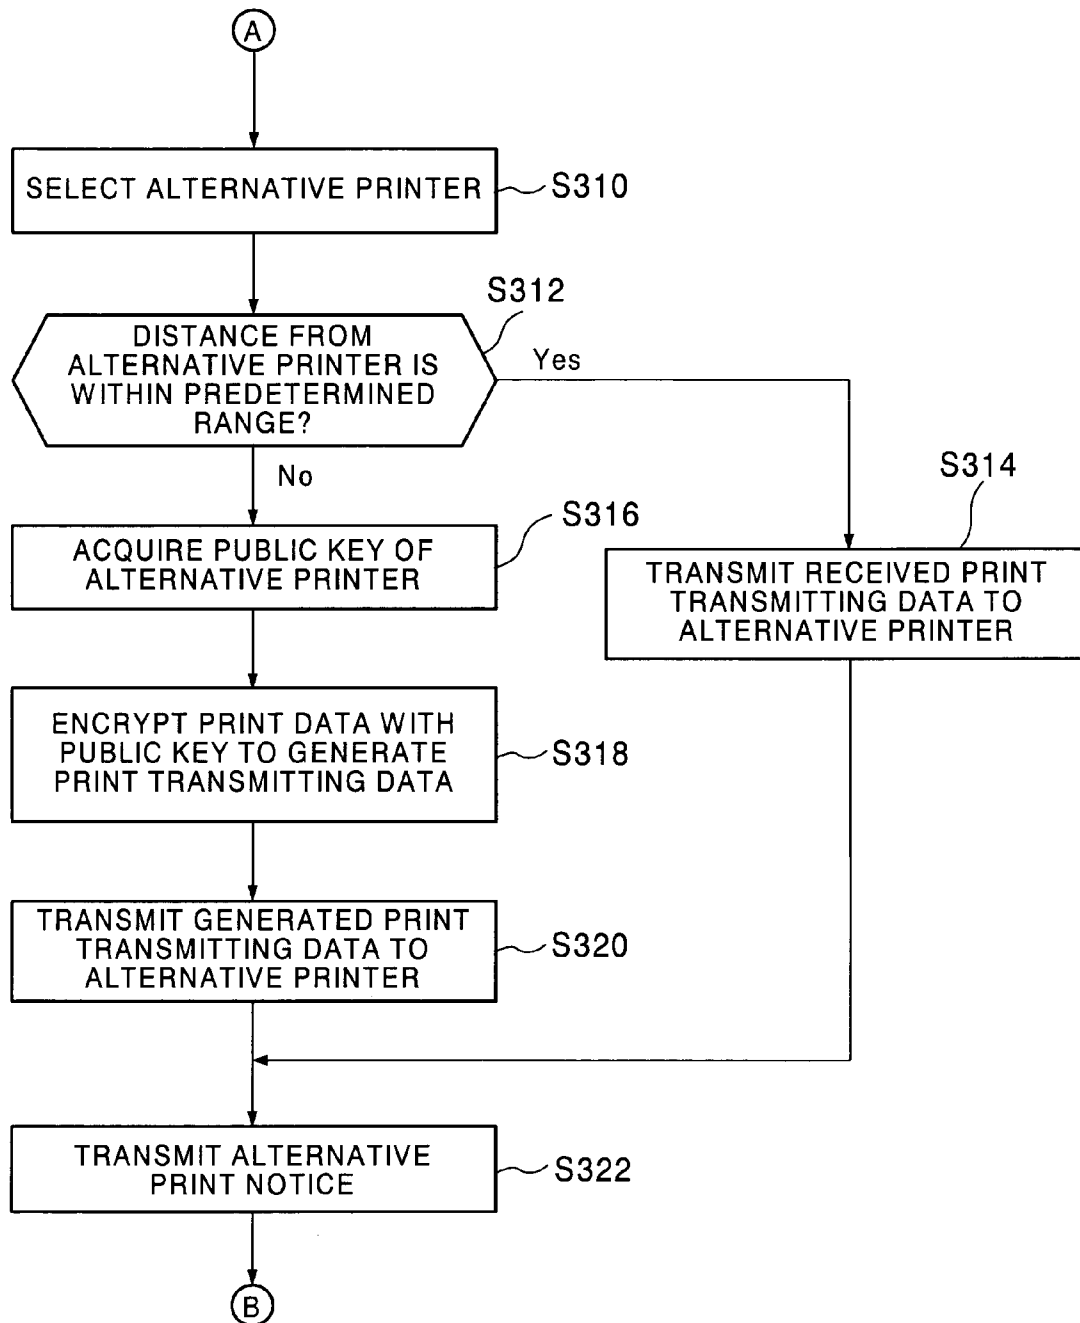 A
SELECT ALTERNATIVE PRINTER
S310
S312
DISTANCE FROM
ALTERNATIVE PRINTER IS
WITHIN PREDETERMINED
RANGE?
Yes
No
S314
S316
ACQUIRE PUBLIC KEY OF
ALTERNATIVE PRINTER
TRANSMIT RECEIVED PRINT
TRANSMITTING DATA TO
ALTERNATIVE PRINTER
ENCRYPT PRINT DATA WITH
PUBLIC KEY TO GENERATE
PRINT TRANSMITTING DATA
S318
TRANSMIT GENERATED PRINT
TRANSMITTING DATA TO
ALTERNATIVE PRINTER
S320
TRANSMIT ALTERNATIVE
PRINT NOTICE
S322
B